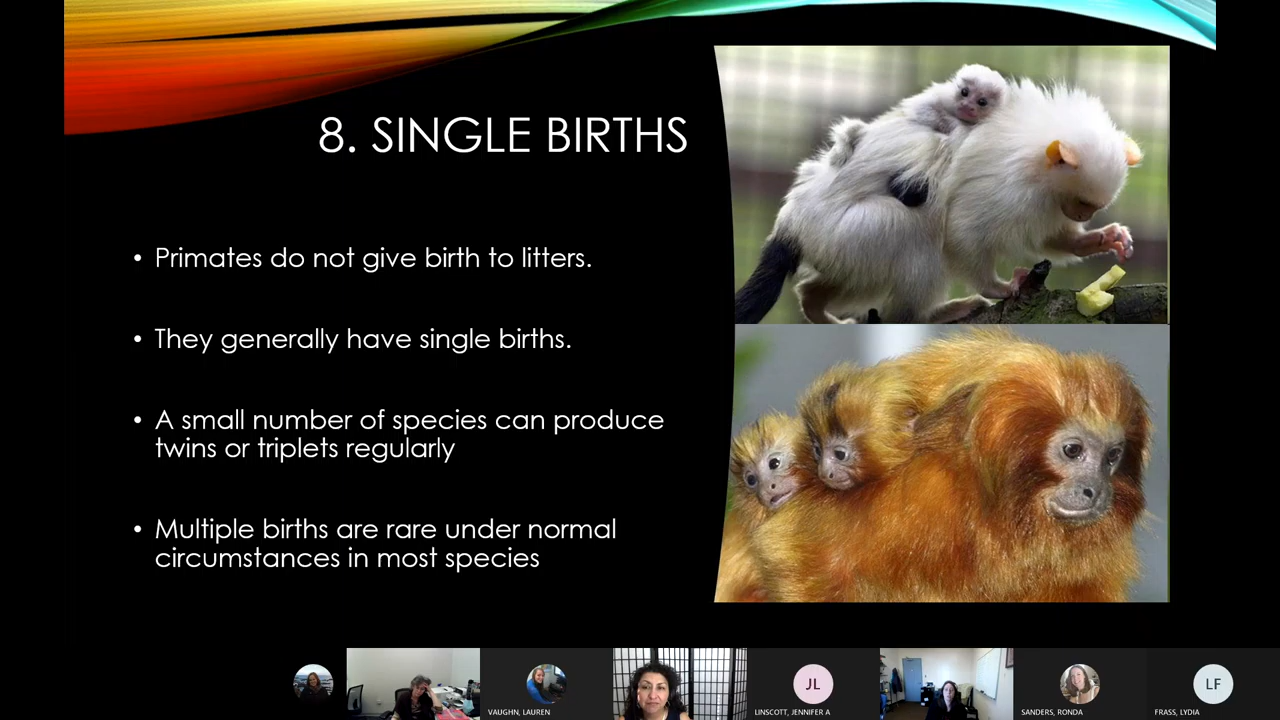 8. SINGLE BIRTHS
• Primates do not give birth to litters.
• They generally have single births.
• A small number of species can produce
twins or triplets regularly
• Multiple births are rare under normal
circumstances in most species
VAUGHN, LAUREN
JL
LINSCOTT, JENNIFER A
SANDERS, RONDA
LF
FRASS, LYDIA